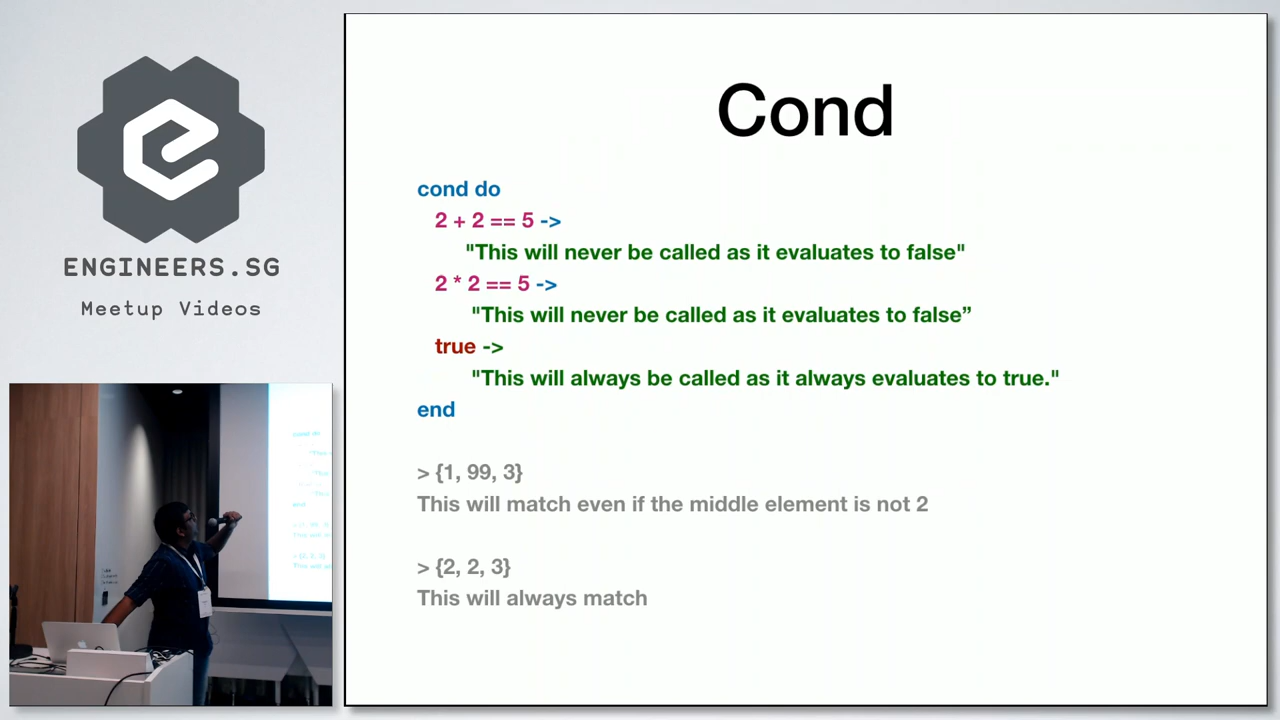 ENGINEERS.SG
Meetup Videos
Cond
cond do
2 + 2 == 5 ->
"This will never be called as it evaluates to false"
2 * 2 == 5 ->
"This will never be called as it evaluates to false”
true ->
"This will always be called as it always evaluates to true."
end
> {1, 99, 3}
This will match even if the middle element is not 2
> {2, 2, 3}
This will always match